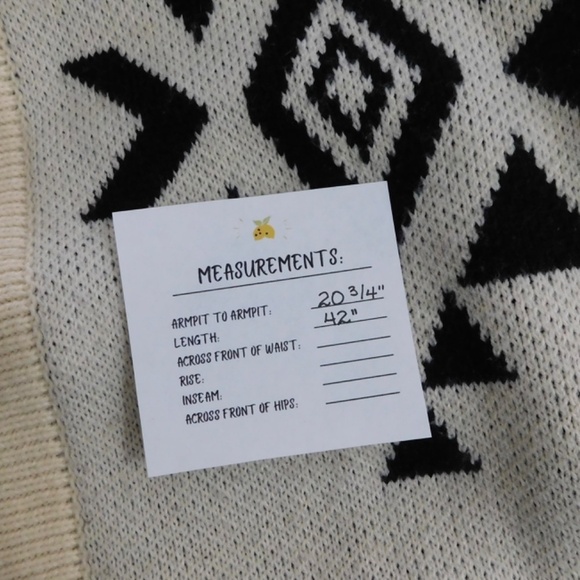 MEASUREMENTS:
ARMPIT TO ARMPIT: 20 3/4"
LENGTH: 42"
ACROSS FRONT OF WAIST:
RISE:
INSEAM:
ACROSS FRONT OF HIPS: